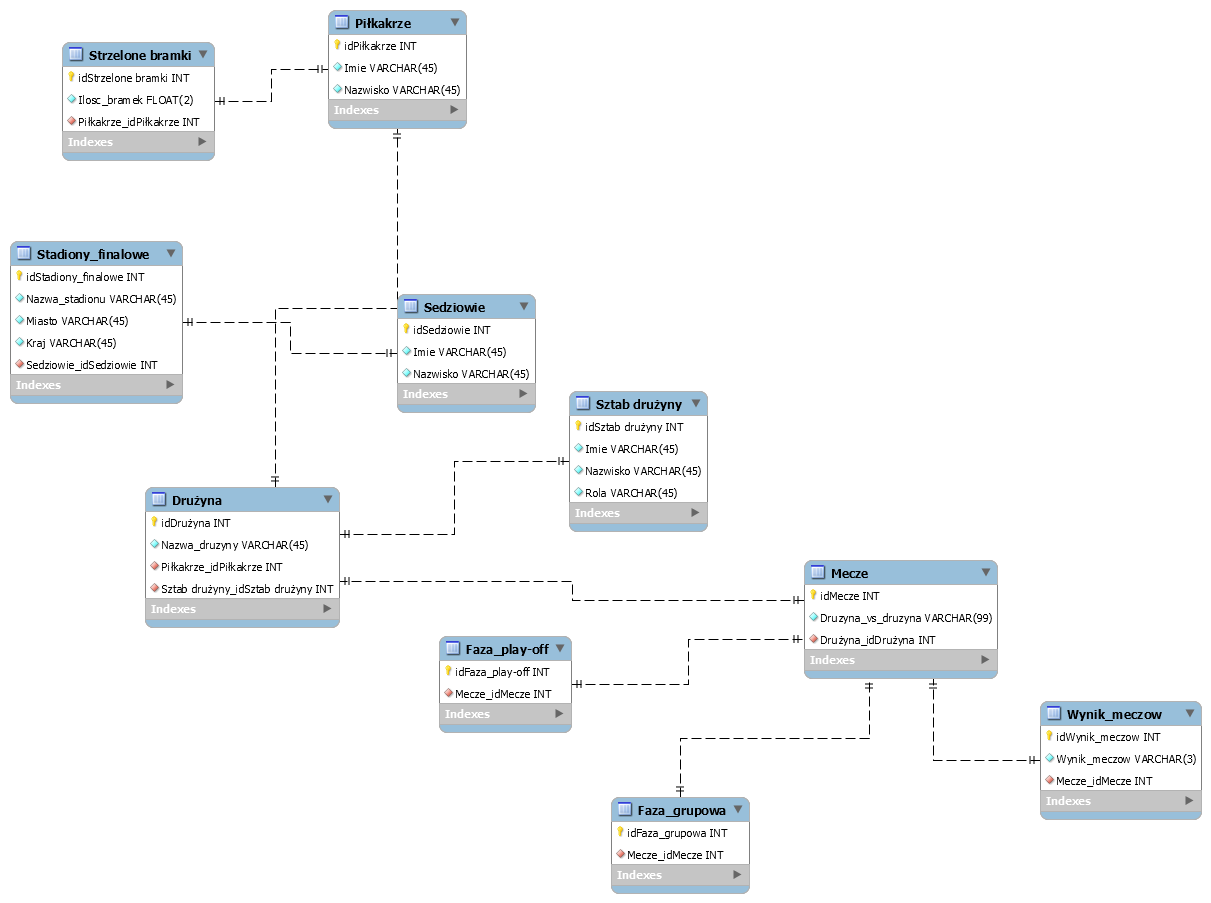 Piłkakrze
idPiłkakrze INT
Imie VARCHAR(45)
Nazwisko VARCHAR(45)
Indexes
Strzelone bramki
idStrzelone bramki INT
Ilosc_bramek FLOAT(2)
Piłkakrze_idPiłkakrze INT
Indexes
Stadiony_finalowe
idStadiony_finalowe INT
Nazwa_stadionu VARCHAR(45)
Miasto VARCHAR(45)
Kraj VARCHAR(45)
Sedziowie_idSedziowie INT
Indexes
Sedziowie
idSedziowie INT
Imie VARCHAR(45)
Nazwisko VARCHAR(45)
Indexes
Sztab drużyny
idSztab drużyny INT
Imie VARCHAR(45)
Nazwisko VARCHAR(45)
Rola VARCHAR(45)
Indexes
Drużyna
idDrużyna INT
Nazwa_druzyny VARCHAR(45)
Piłkakrze_idPiłkakrze INT
Sztab drużyny_idSztab drużyny INT
Indexes
Mecze
idMecze INT
Druzyna_vs_druzyna VARCHAR(99)
Drużyna_idDrużyna INT
Indexes
Faza_play-off
idFaza_play-off INT
Mecze_idMecze INT
Indexes
Wynik_meczow
idWynik_meczow INT
Wynik_meczow VARCHAR(3)
Mecze_idMecze INT
Indexes
Faza_grupowa
idFaza_grupowa INT
Mecze_idMecze INT
Indexes